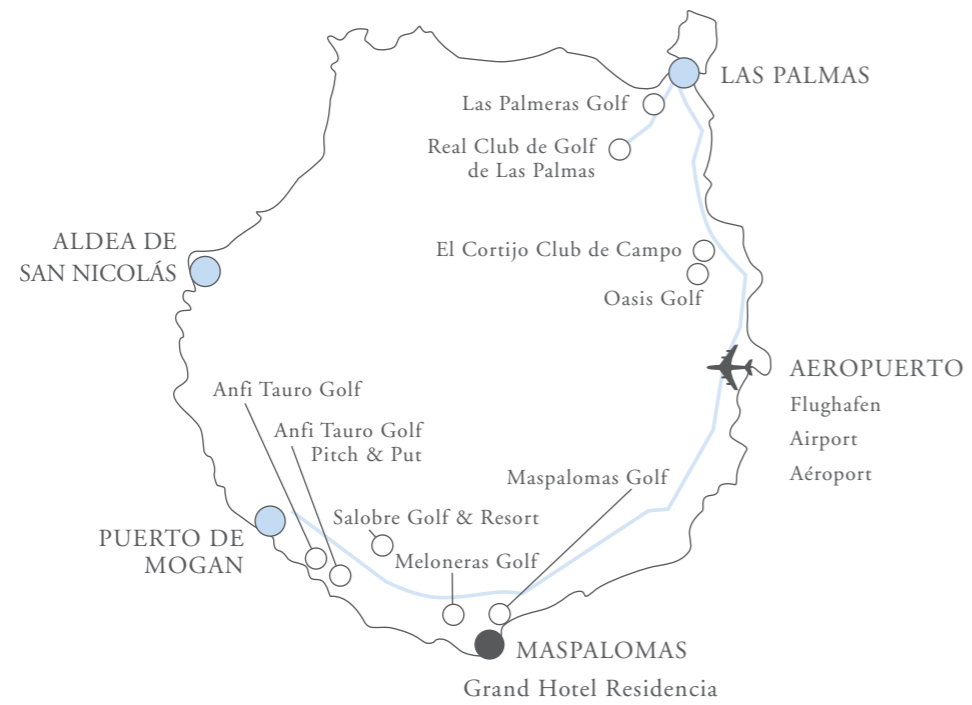 LAS PALMAS
Las Palmeras Golf
Real Club de Golf
de Las Palmas
ALDEA DE
SAN NICOLÁS
El Cortijo Club de Campo
Oasis Golf
AEROPUERTO
Flughafen
Airport
Aéroport
Anfi Tauro Golf
Anfi Tauro Golf
Pitch & Put
Maspalomas Golf
Salobre Golf & Resort
PUERTO DE
MOGAN
Meloneras Golf
MASPALOMAS
Grand Hotel Residencia